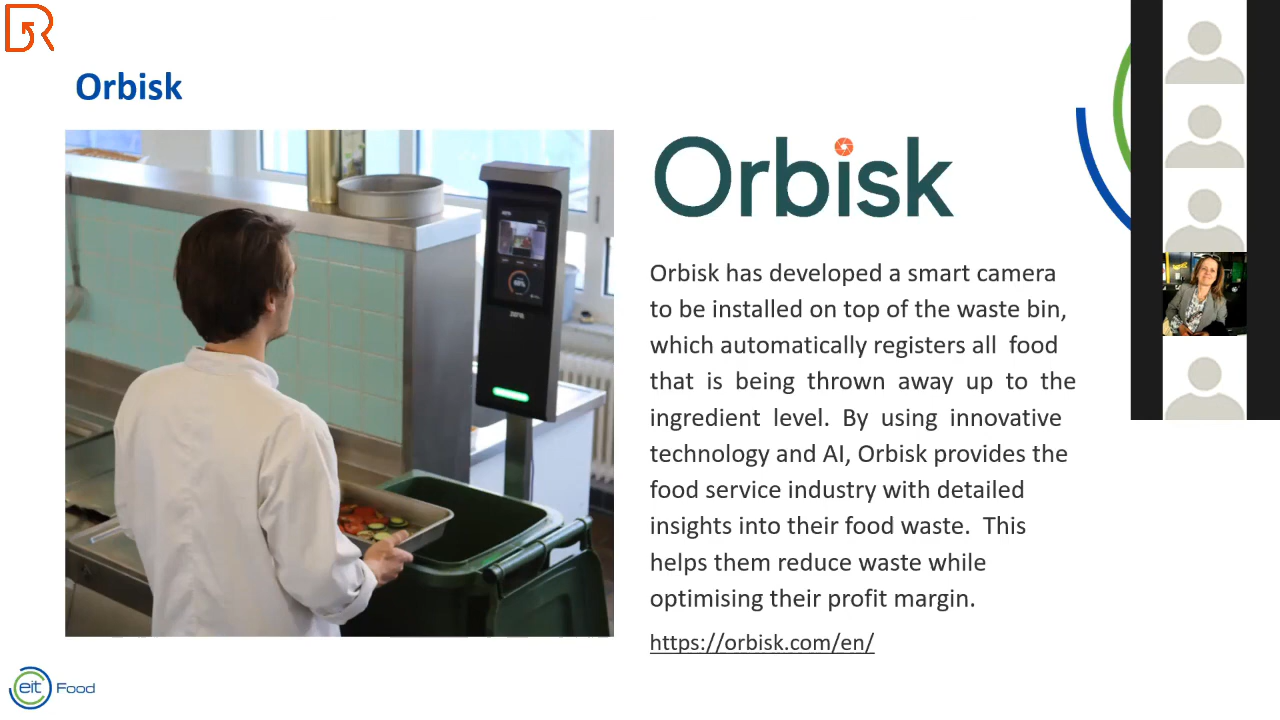 Orbisk
Orbisk
Orbisk has developed a smart camera
to be installed on top of the waste bin,
which automatically registers all food
that is being thrown away up to the
ingredient level. By using innovative
technology and AI, Orbisk provides the
food service industry with detailed
insights into their food waste. This
helps them reduce waste while
optimising their profit margin.
https://orbisk.com/en/
eit Food